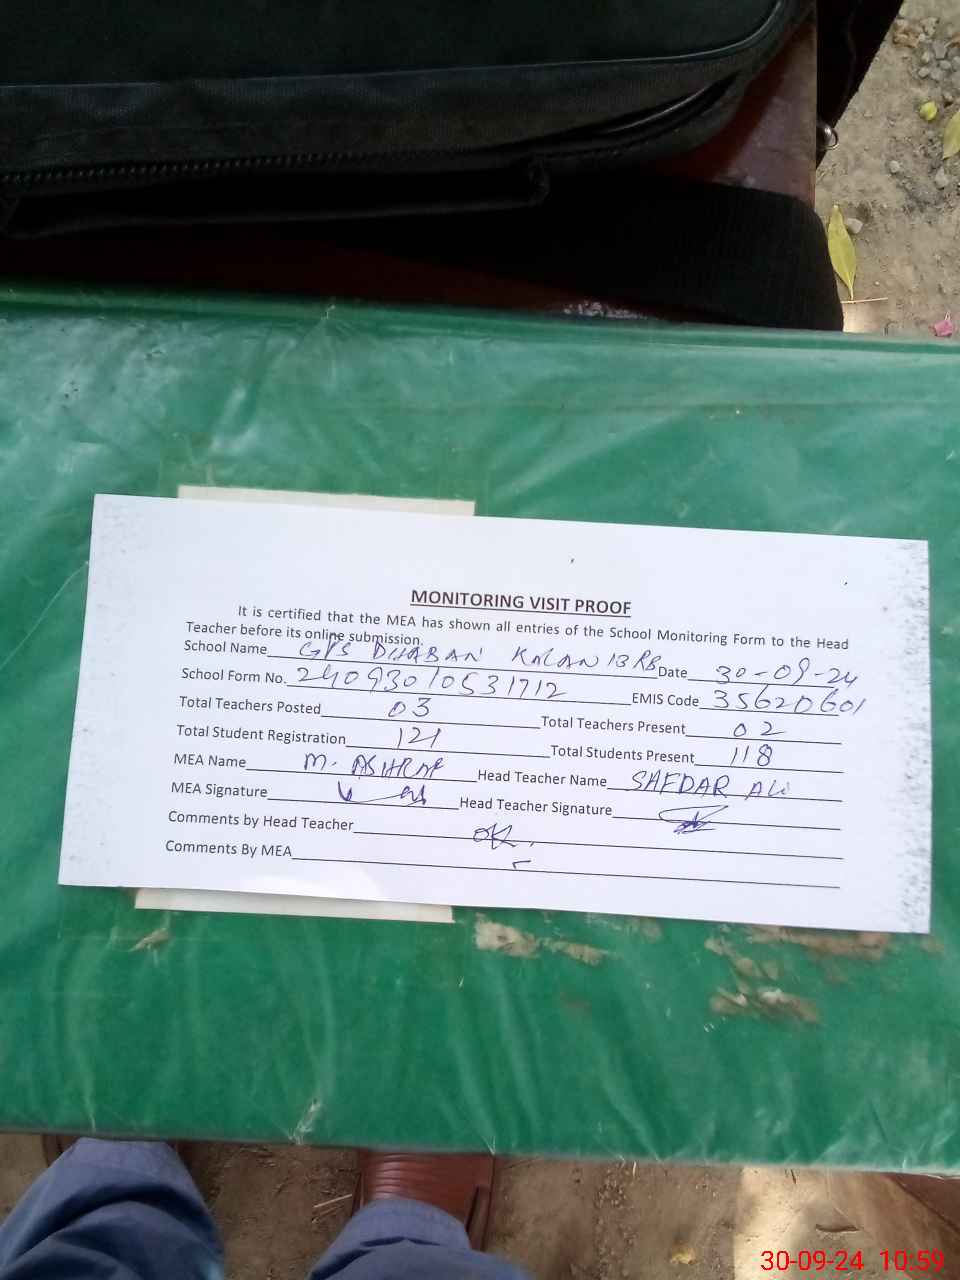 MONITORING VISIT PROOF
It is certified that the MEA has shown all entries of the School Monitoring Form to the Head
Teacher before its online submission.
School Name GPS DHABAN KALAN 13 RB Date 30-09-24
School Form No. 24093010531712 EMIS Code 35620601
Total Teachers Posted 03 Total Teachers Present 02
Total Student Registration 121 Total Students Present 118
MEA Name M. ASHRAF Head Teacher Name SAFDAR ALi
MEA Signature Head Teacher Signature
Comments by Head Teacher OK.
Comments By MEA
30-09-24 10:59